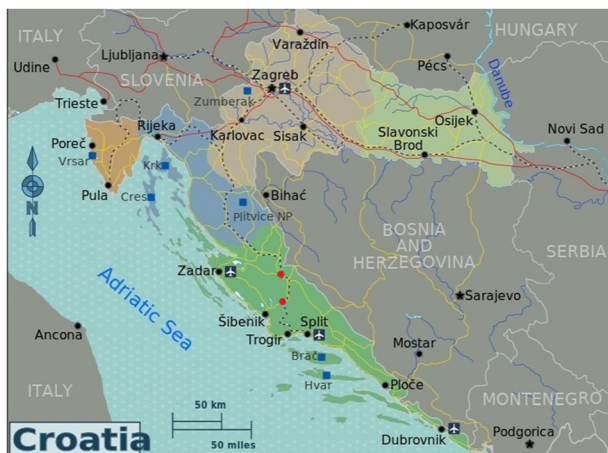 ITALY
Kaposvár
HUNGARY
Varaždin
Ljubljana
Udine
Pécs
SLOVENIA
Zagreb
Danube
Zumberak
Trieste
Rijeka
Osijek
Karlovac
Sisak
Slavonski
Brod
Novi Sad
Poreč
Vrsar
Krk
Pula
Cres
Bihać
Plitvice NP
N
BOSNIA
AND
HERZEGOVINA
SERBIA
Zadar
Adriatic Sea
Sarajevo
Šibenik
Split
Trogir
Ancona
Mostar
Brač
Hvar
Ploče
ITALY
MONTENEGRO
50 km
50 miles
Croatia
Dubrovnik
Podgorica